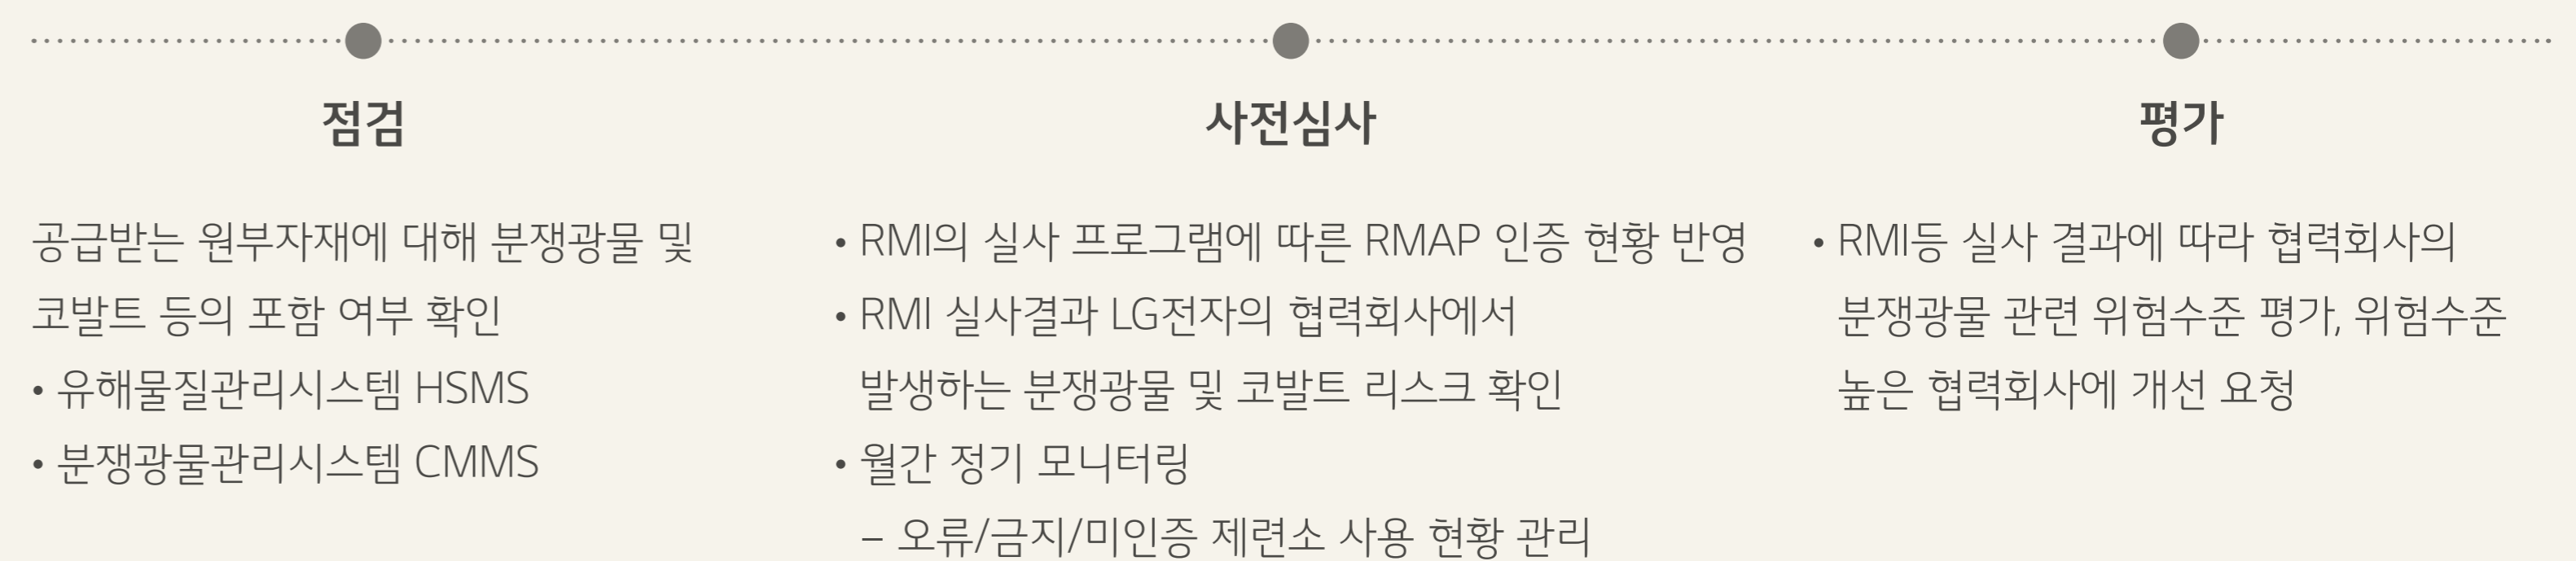 점검
공급받는 원부자재에 대해 분쟁광물 및
코발트 등의 포함 여부 확인
• 유해물질관리시스템 HSMS
• 분쟁광물관리시스템 CMMS
사전심사
• RMI의 실사 프로그램에 따른 RMAP 인증 현황 반영
• RMI 실사결과 LG전자의 협력회사에서
발생하는 분쟁광물 및 코발트 리스크 확인
• 월간 정기 모니터링
– 오류/금지/미인증 제련소 사용 현황 관리
평가
• RMI등 실사 결과에 따라 협력회사의
분쟁광물 관련 위험수준 평가, 위험수준
높은 협력회사에 개선 요청